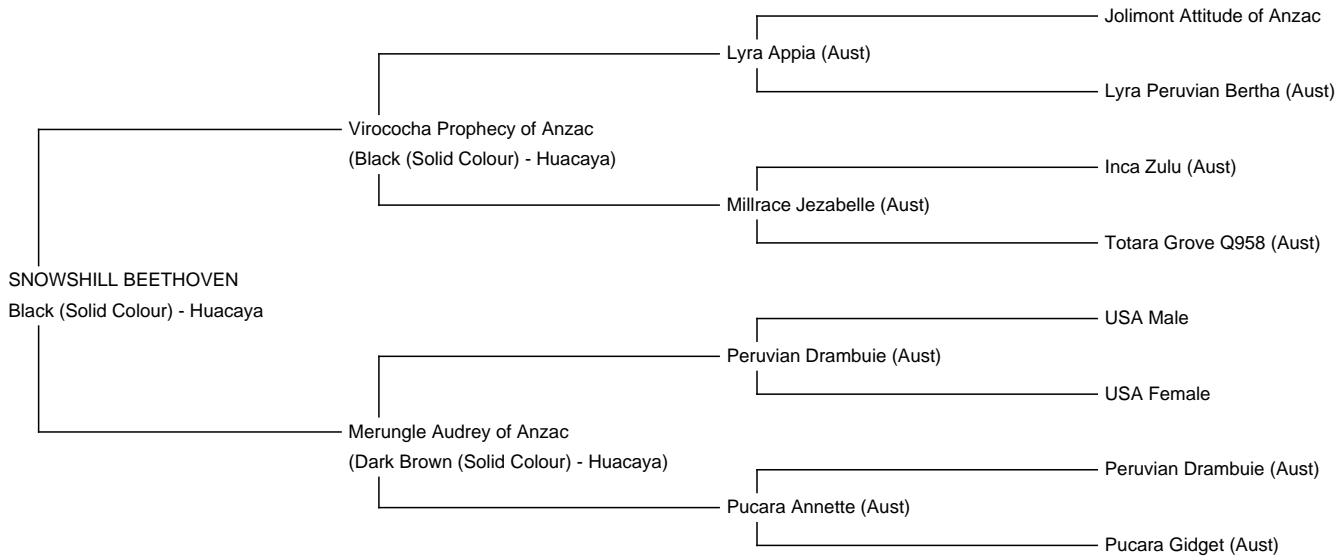 Jolimont Attitude of Anzac
Lyra Appia (Aust)
Lyra Peruvian Bertha (Aust)
Virococha Prophecy of Anzac
(Black (Solid Colour) - Huacaya)
Inca Zulu (Aust)
Millrace Jezabelle (Aust)
Totara Grove Q958 (Aust)
SNOWSHILL BEETHOVEN
Black (Solid Colour) - Huacaya
USA Male
Peruvian Drambuie (Aust)
USA Female
Merungle Audrey of Anzac
(Dark Brown (Solid Colour) - Huacaya)
Peruvian Drambuie (Aust)
Pucara Annette (Aust)
Pucara Gidget (Aust)